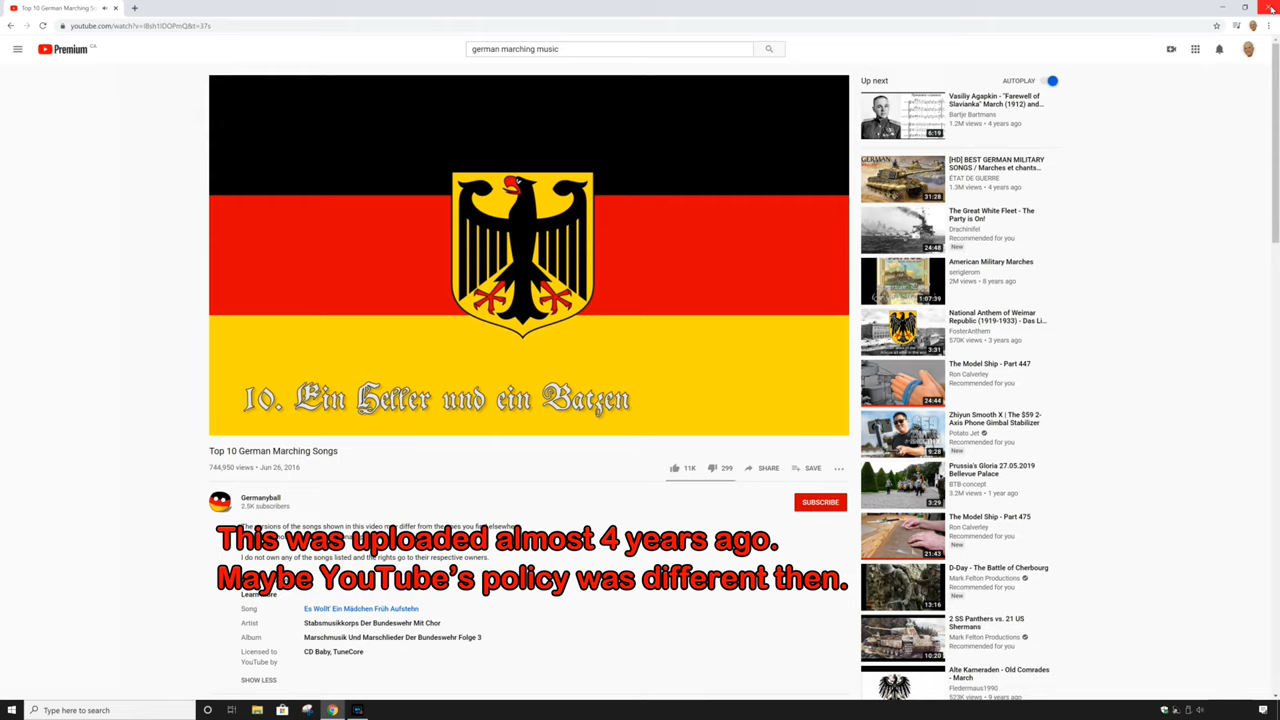 Top 10 German Marching So
youtube.com/watch?v=
&t=37s
Premium CA
german marching music
10. Ein Heller und ein Batzen
Top 10 German Marching Songs
744,950 views • Jun 26, 2016
11K
299
SHARE
SAVE
Germanyball
2.5K subscribers
SUBSCRIBE
This was uploaded almost 4 years ago.
I do not own any of the songs listed and the rights go to their respective owners.
Maybe YouTube's policy was different then.
Song Es Wollt' Ein Mädchen Früh Aufstehn
Artist Stabsmusikkorps Der Bundeswehr Mit Chor
Album Marschmusik Und Marschlieder Der Bundeswehr Folge 3
Licensed to CD Baby, TuneCore
YouTube by
SHOW LESS
Up next
AUTOPLAY
Vasiliy Agapkin - "Farewell of
Slavianka" March (1912) and...
Bartje Bartmans
1.2M views • 4 years ago
6:19
[HD] BEST GERMAN MILITARY
SONGS / Marches et chants...
ÉTAT DE GUERRE
1.3M views • 4 years ago
GERMAN
31:28
The Great White Fleet - The
Party is On!
Drachinifel
Recommended for you
New
24:48
American Military Marches
seriglerom
2M views • 8 years ago
1:07:39
National Anthem of Weimar
Republic (1919-1933) - Das Li...
FosterAnthem
570K views • 3 years ago
3:31
The Model Ship - Part 447
Ron Calverley
Recommended for you
24:44
Zhiyun Smooth X | The $59 2-
Axis Phone Gimbal Stabilizer
Potato Jet
Recommended for you
New
9:28
Prussia's Gloria 27.05.2019
Bellevue Palace
BTB-concept
3.2M views • 1 year ago
3:29
The Model Ship - Part 475
Ron Calverley
Recommended for you
21:43
D-Day - The Battle of Cherbourg
Mark Felton Productions
Recommended for you
New
13:16
2 SS Panthers vs. 21 US
Shermans
Mark Felton Productions
Recommended for you
10:20
Alte Kameraden - Old Comrades
- March
Fledermaus1990
523K views • 9 years ago
Type here to search